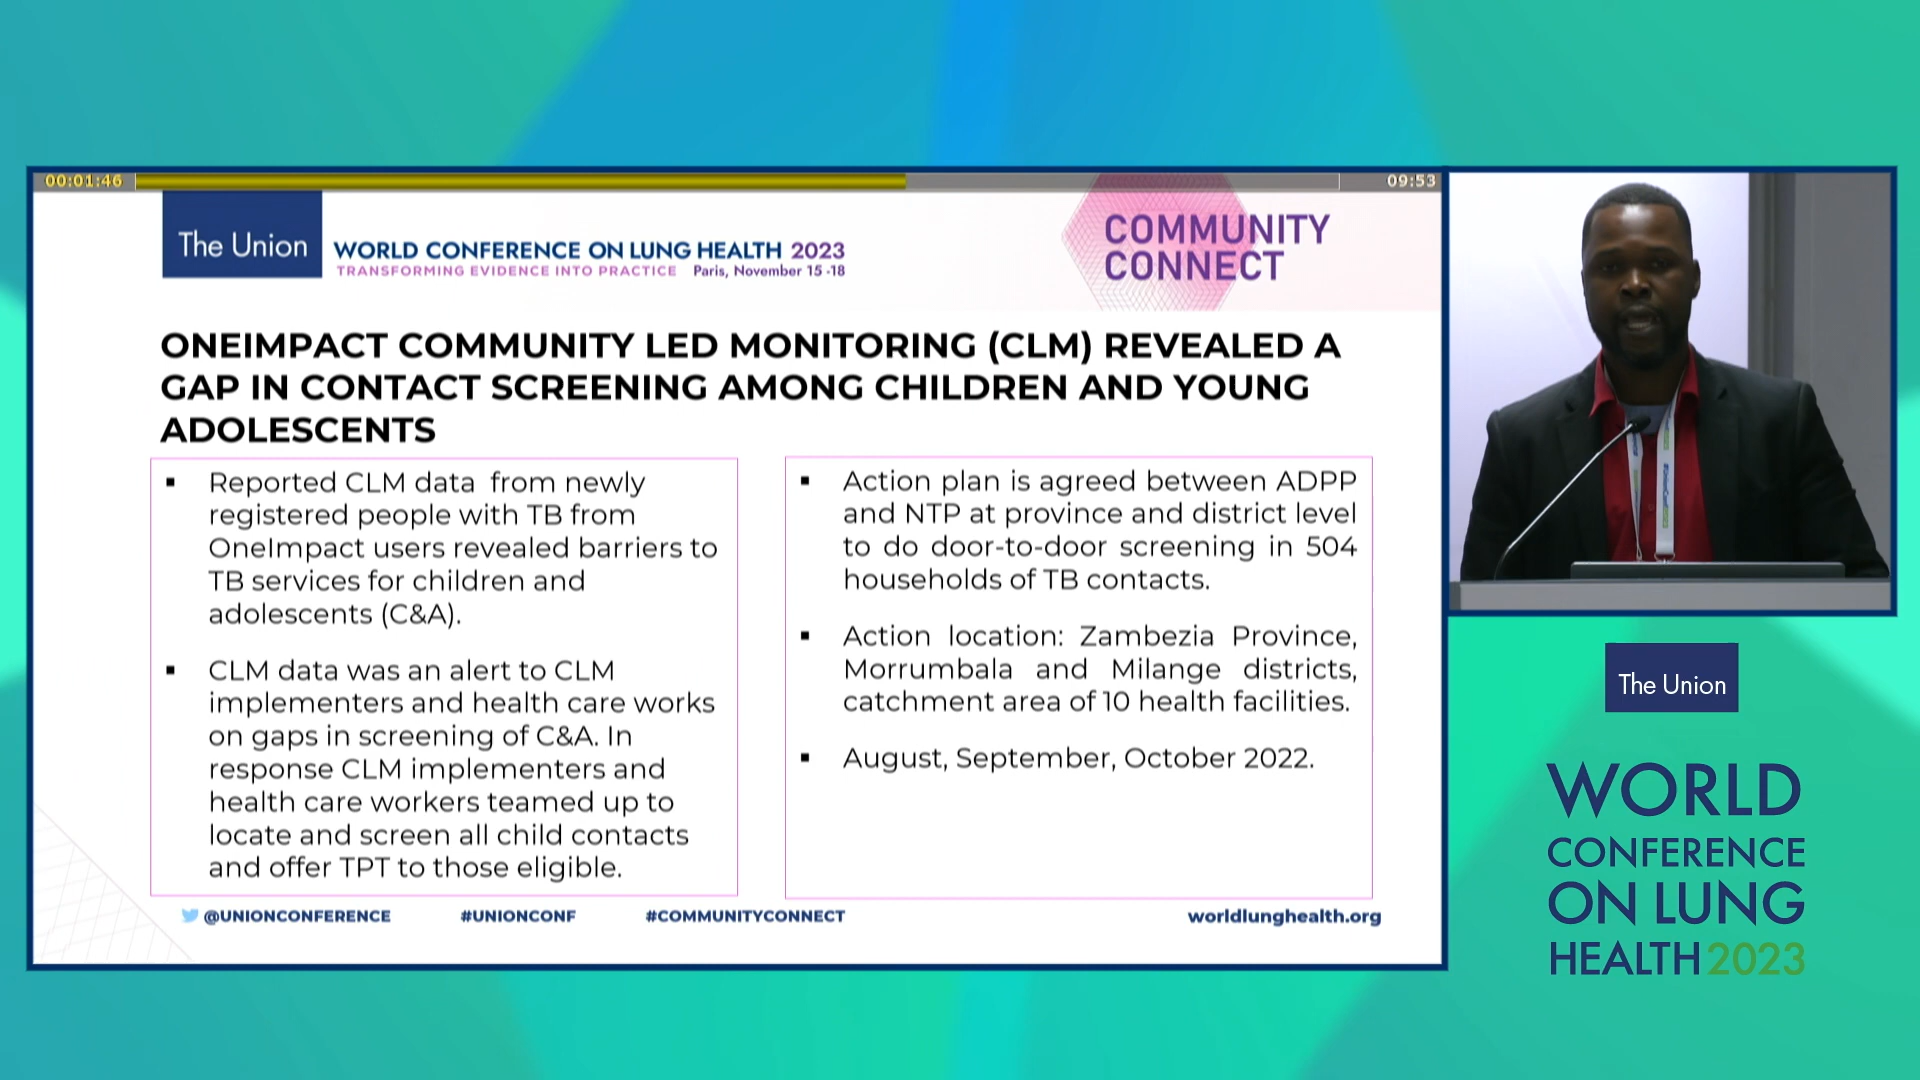 00:01:46
09:53
The Union
WORLD CONFERENCE ON LUNG HEALTH 2023
TRANSFORMING EVIDENCE INTO PRACTICE Paris, November 15 -18
COMMUNITY
CONNECT
ONEIMPACT COMMUNITY LED MONITORING (CLM) REVEALED A
GAP IN CONTACT SCREENING AMONG CHILDREN AND YOUNG
ADOLESCENTS
▪ Reported CLM data from newly
registered people with TB from
OneImpact users revealed barriers to
TB services for children and
adolescents (C&A).
▪ CLM data was an alert to CLM
implementers and health care works
on gaps in screening of C&A. In
response CLM implementers and
health care workers teamed up to
locate and screen all child contacts
and offer TPT to those eligible.
▪ Action plan is agreed between ADPP
and NTP at province and district level
to do door-to-door screening in 504
households of TB contacts.
▪ Action location: Zambezia Province,
Morrumbala and Milange districts,
catchment area of 10 health facilities.
▪ August, September, October 2022.
@UNIONCONFERENCE
#UNIONCONF
#COMMUNITYCONNECT
worldlunghealth.org
The Union
WORLD
CONFERENCE
ON LUNG
HEALTH 2023